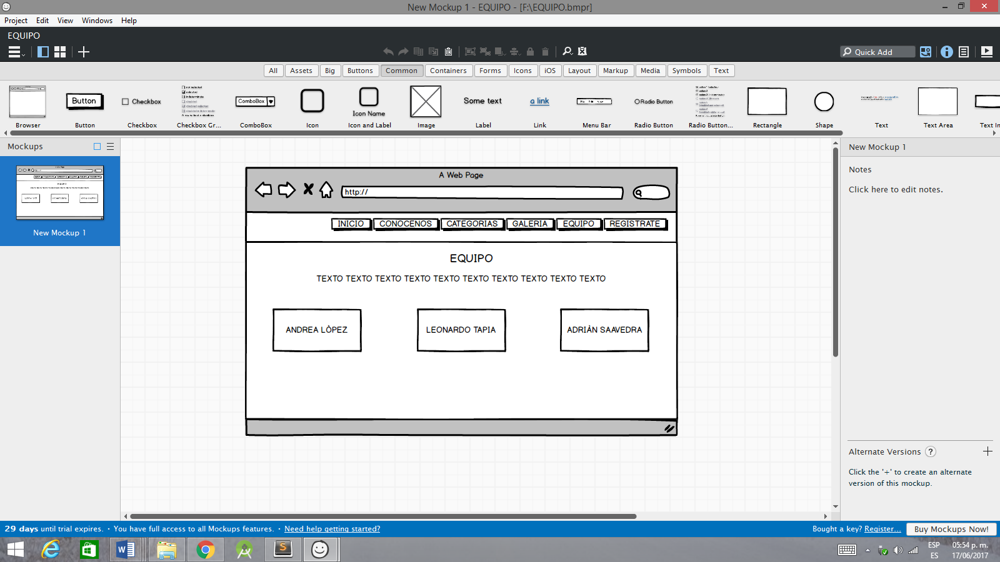 New Mockup 1 - EQUIPO - [F:\EQUIPO.bmpr]
Project Edit View Windows Help
EQUIPO
Quick Add
All Assets Big Buttons Common Containers Forms Icons iOS Layout Markup Media Symbols Text
Button
Checkbox
ComboBox
Icon Name
Some text
a link
File Edit View
Radio Button
Browser Button Checkbox Checkbox Gr... ComboBox Icon Icon and Label Image Label Link Menu Bar Radio Button Radio Button... Rectangle Shape Text Text Area Text In
Mockups
New Mockup 1
A Web Page
http://
INICIO CONOCENOS CATEGORIAS GALERIA EQUIPO REGISTRATE
EQUIPO
TEXTO TEXTO TEXTO TEXTO TEXTO TEXTO TEXTO TEXTO TEXTO TEXTO
ANDREA LÒPEZ LEONARDO TAPIA ADRIÀN SAAVEDRA
New Mockup 1
Notes
Click here to edit notes.
Alternate Versions ?
Click the '+' to create an alternate
version of this mockup.
29 days until trial expires. · You have full access to all Mockups features. · Need help getting started?
Bought a key? Register... Buy Mockups Now!
ESP
ES
05:54 p. m.
17/06/2017